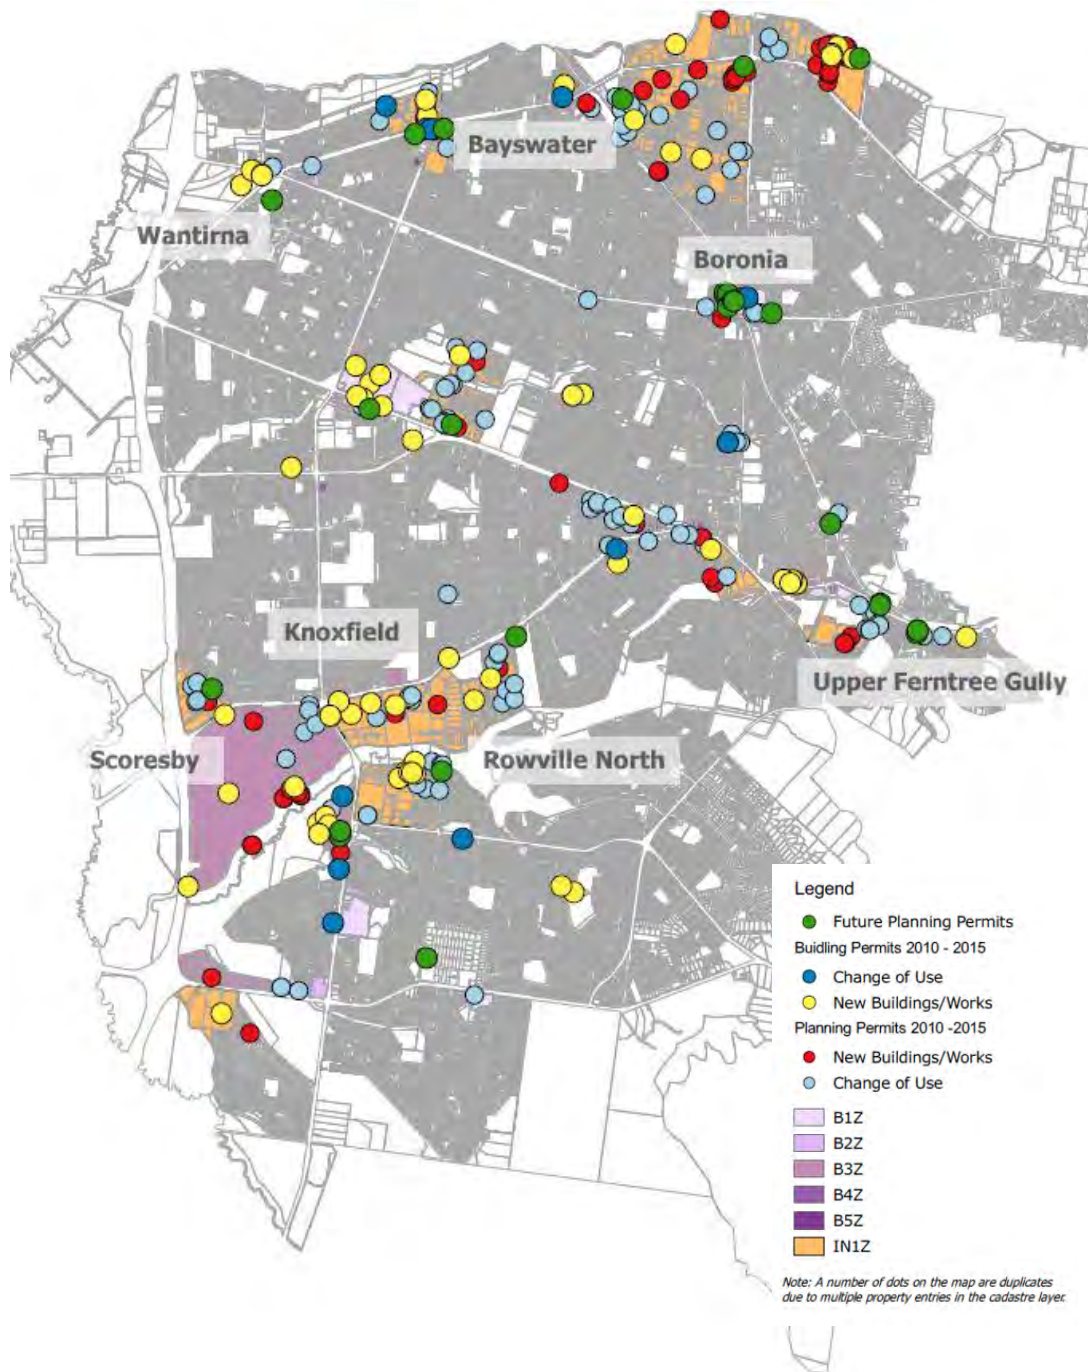 Bayswater
Wantirna
Boronia
Knoxfield
Upper Ferntree Gully
Scoresby
Rowville North
Legend
Future Planning Permits
Buidling Permits 2010 - 2015
Change of Use
New Buildings/Works
Planning Permits 2010 -2015
New Buildings/Works
Change of Use
B1Z
B2Z
B3Z
B4Z
B5Z
IN1Z
Note: A number of dots on the map are duplicates
due to multiple property entries in the cadastre layer.